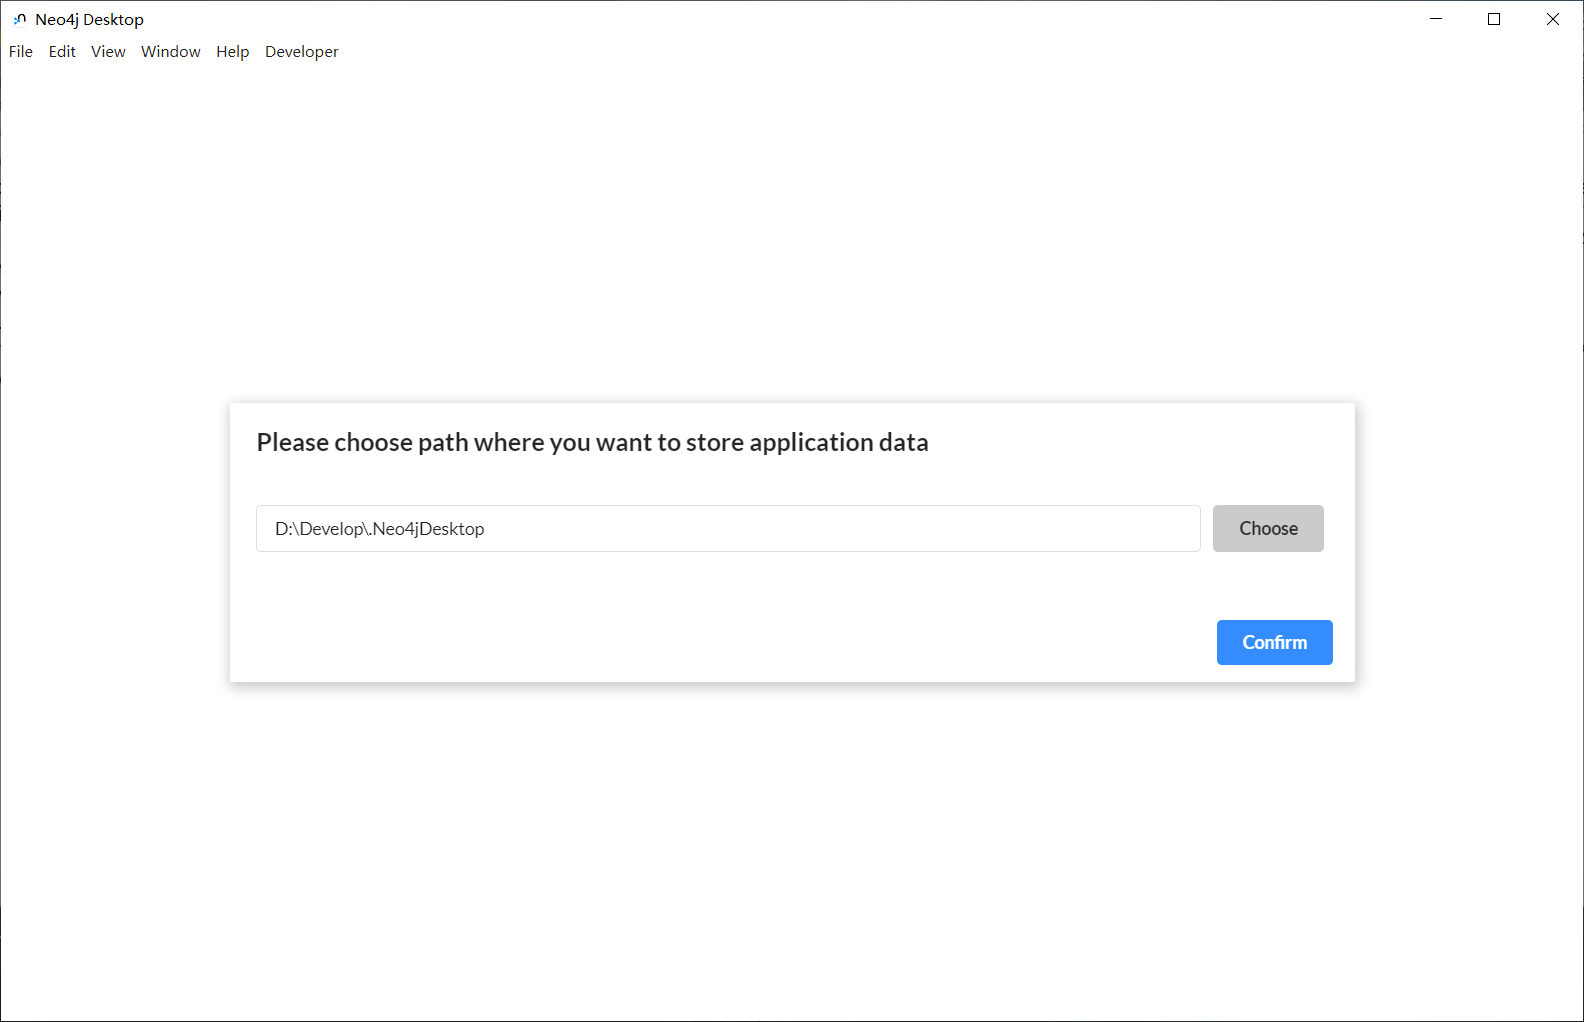 Neo4j Desktop
File Edit View Window Help Developer
Please choose path where you want to store application data
D:\Develop\.Neo4jDesktop
Choose
Confirm